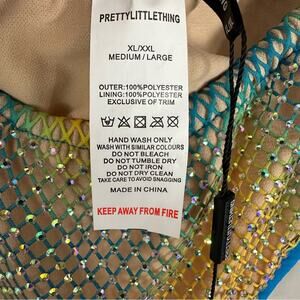 PRETTYLITTLETHING
XL/XXL
MEDIUM / LARGE
OUTER:100%POLYESTER
LINING:100%POLYESTER
EXCLUSIVE OF TRIM
HAND WASH ONLY
WASH WITH SIMILAR COLOURS
DO NOT BLEACH
DO NOT TUMBLE DRY
DO NOT IRON
DO NOT DRY CLEAN
TAKE CARE TO AVOID SNAGGING
MADE IN CHINA
KEEP AWAY FROM FIRE